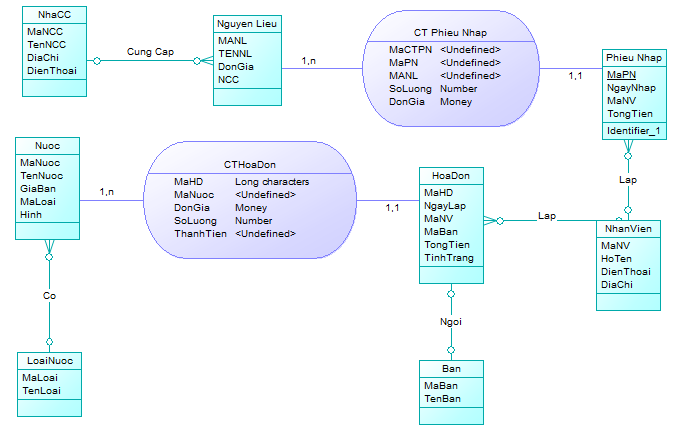 NhaCC
MaNCC
TenNCC
DiaChi
DienThoai
Cung Cap
Nguyen Lieu
MANL
TENNL
DonGia
NCC
1,n
CT Phieu Nhap
MaCTPN <Undefined>
MaPN <Undefined>
MANL <Undefined>
SoLuong Number
DonGia Money
1,1
Phieu Nhap
MaPN
NgayNhap
MaNV
TongTien
Identifier_1
Nuoc
MaNuoc
TenNuoc
GiaBan
MaLoai
Hinh
1,n
CTHoaDon
MaHD Long characters
MaNuoc <Undefined>
DonGia Money
SoLuong Number
ThanhTien <Undefined>
1,1
HoaDon
MaHD
NgayLap
MaNV
MaBan
TongTien
TinhTrang
Lap
Lap
NhanVien
MaNV
HoTen
DienThoai
DiaChi
Co
Ngoi
LoaiNuoc
MaLoai
TenLoai
Ban
MaBan
TenBan